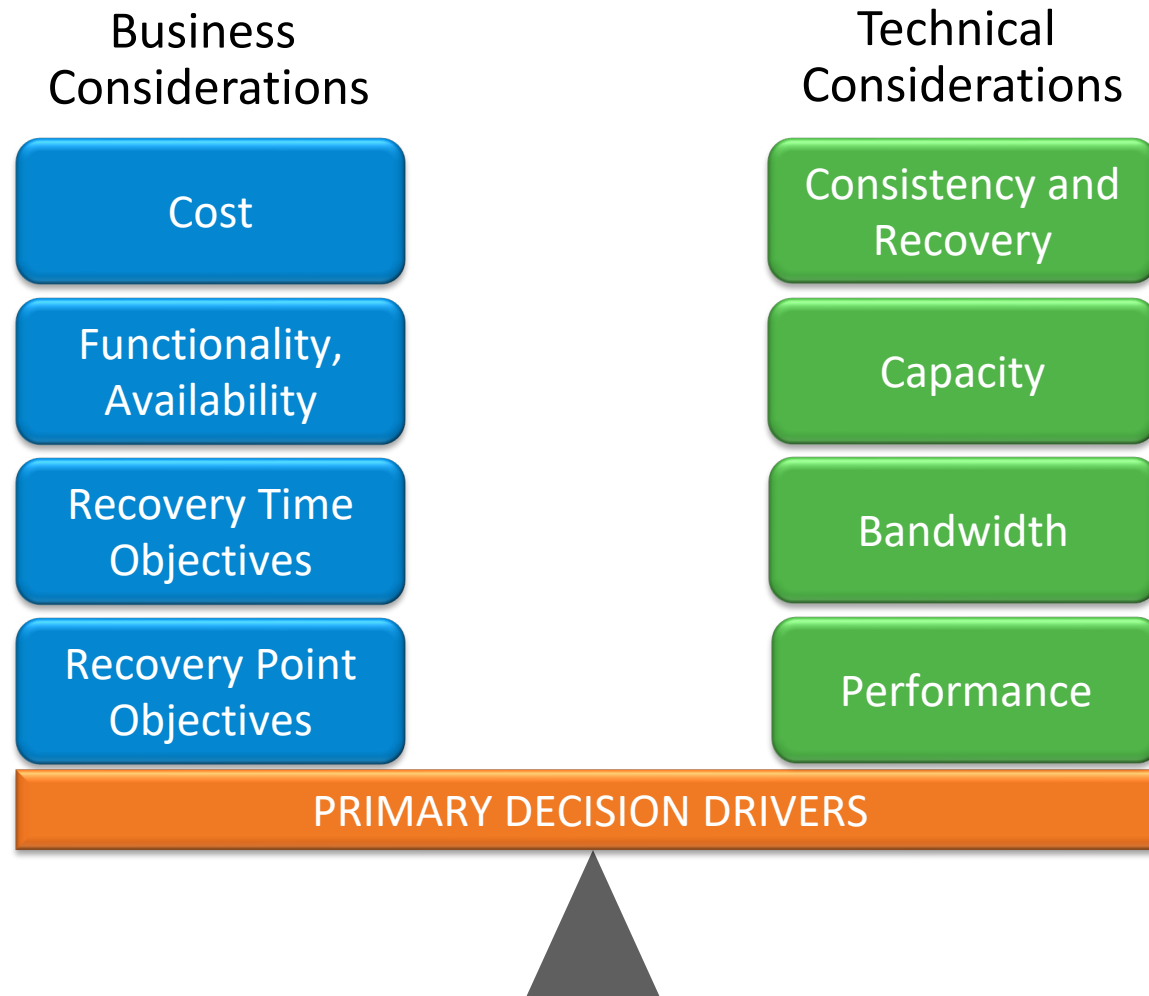 Business
Considerations
Technical
Considerations
Cost
Functionality,
Availability
Recovery Time
Objectives
Recovery Point
Objectives
Consistency and
Recovery
Capacity
Bandwidth
Performance
PRIMARY DECISION DRIVERS